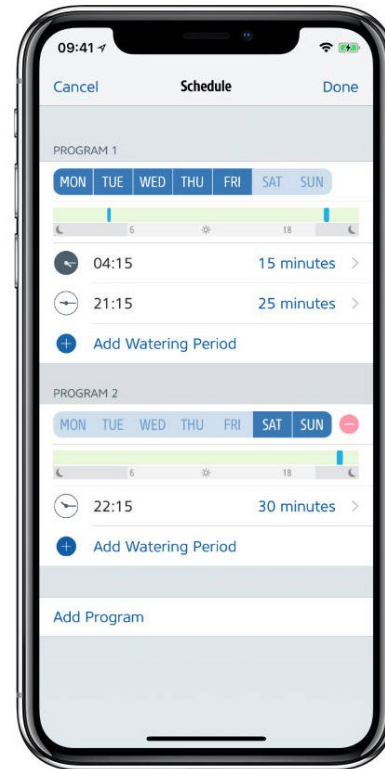 09:41
Cancel Schedule Done
PROGRAM 1
MON TUE WED THU FRI SAT SUN
6 18
04:15 15 minutes
21:15 25 minutes
Add Watering Period
PROGRAM 2
MON TUE WED THU FRI SAT SUN
6 18
22:15 30 minutes
Add Watering Period
Add Program